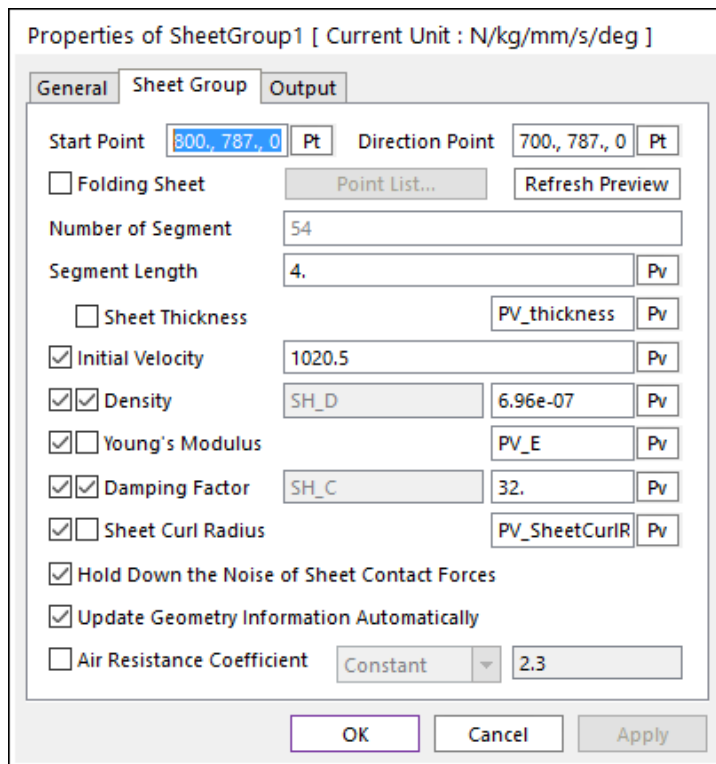 Properties of SheetGroup1 [ Current Unit : N/kg/mm/s/deg ]
General Sheet Group Output
Start Point 800., 787., 0 Pt Direction Point 700., 787., 0 Pt
Folding Sheet Point List... Refresh Preview
Number of Segment 54
Segment Length 4. Pv
Sheet Thickness PV_thickness Pv
Initial Velocity 1020.5 Pv
Density SH_D 6.96e-07 Pv
Young's Modulus PV_E Pv
Damping Factor SH_C 32. Pv
Sheet Curl Radius PV_SheetCurlR Pv
Hold Down the Noise of Sheet Contact Forces
Update Geometry Information Automatically
Air Resistance Coefficient Constant 2.3
OK Cancel Apply